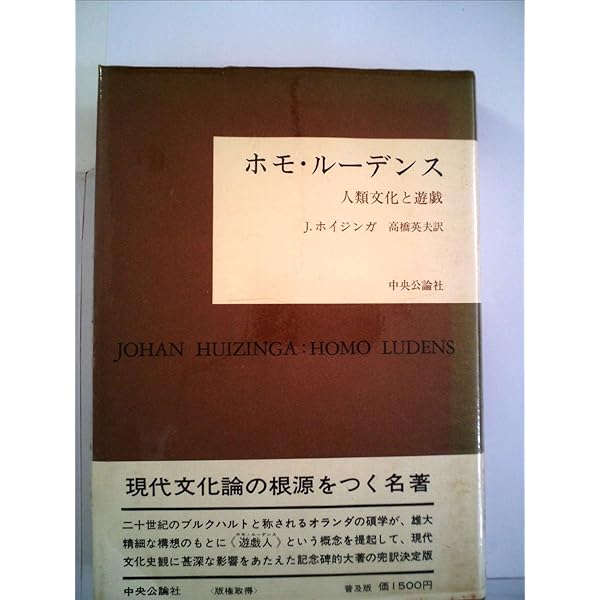 ホモ・ルーデンス
人類文化と遊戯
J.ホイジンガ 高橋英夫訳
中央公論社
JOHAN HUIZINGA:HOMO LUDENS
現代文化論の根源をつく名著
二十世紀のブルクハルトと称されるオランダの碩学が、雄大
精細な構想のもとに〈遊戯人〉という概念を提起して、現代
ホモ・ルーデンス
文化史観に甚深な影響をあたえた記念碑的大著の完訳決定版
中央公論社 〈版権取得〉 普及版 価1500円